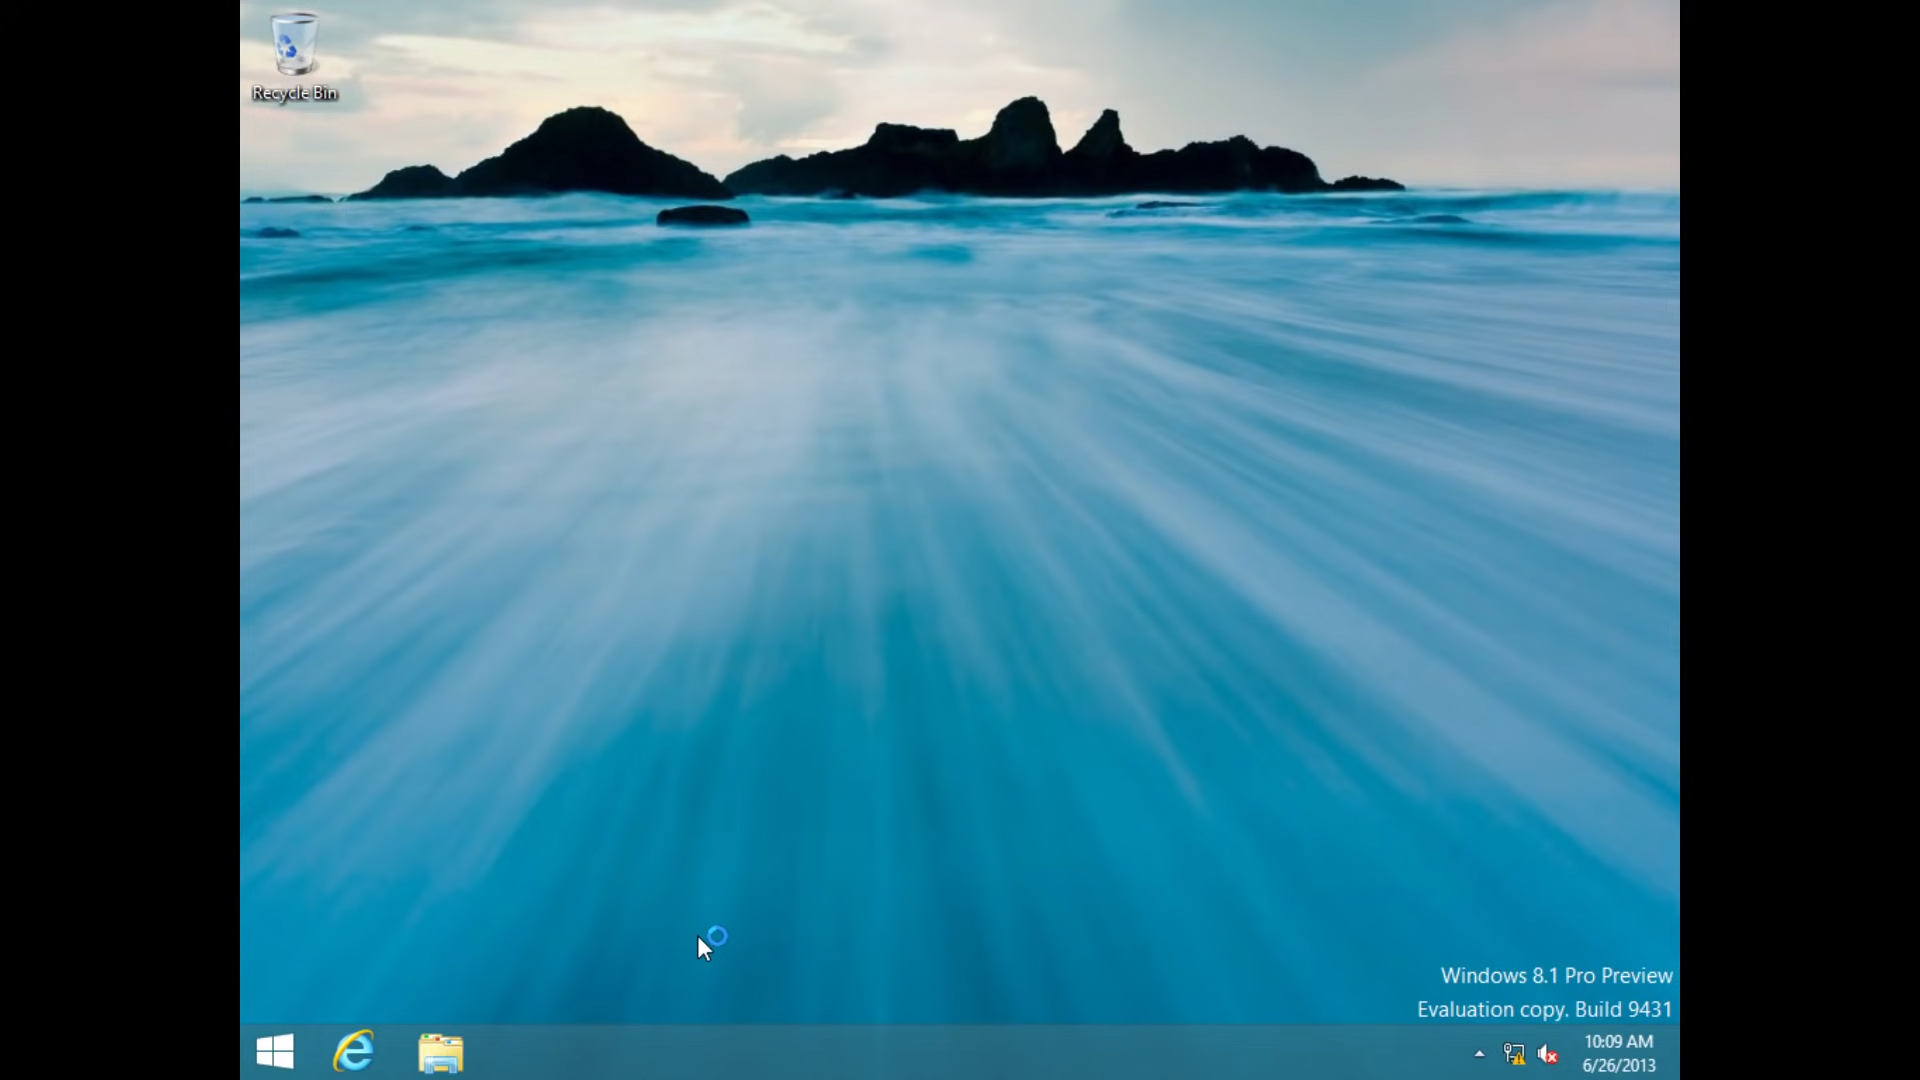 Recycle Bin
Windows 8.1 Pro Preview
Evaluation copy. Build 9431
10:09 AM
6/26/2013